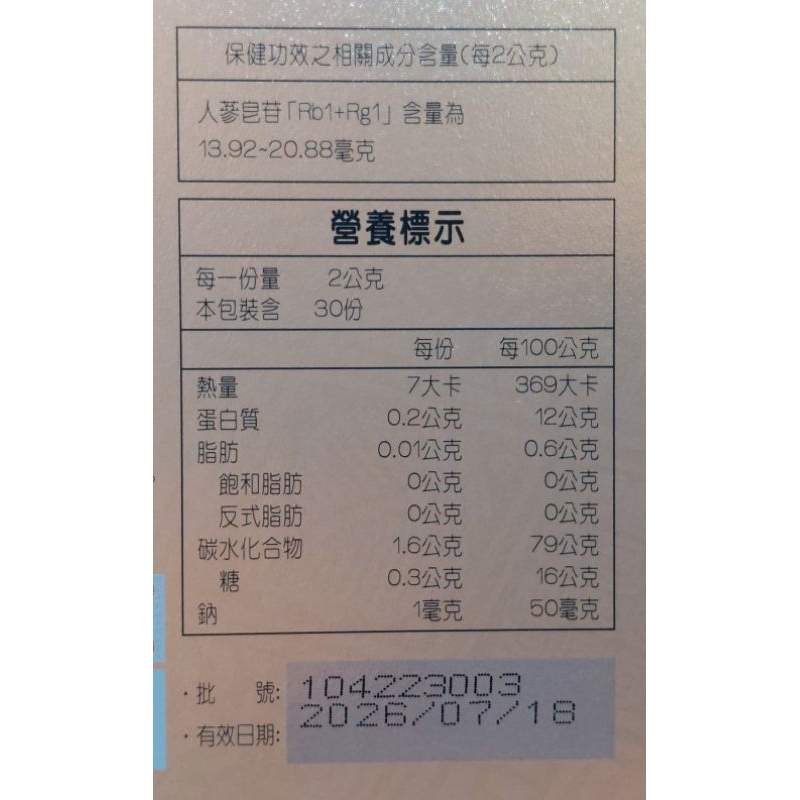 保健功效之相關成分含量(每2公克)
人蔘皂苷「Rb1+Rg1」含量為
13.92~20.88毫克
營養標示
每一份量 2公克
本包裝含 30份
每份 每100公克
熱量 7大卡 369大卡
蛋白質 0.2公克 12公克
脂肪 0.01公克 0.6公克
飽和脂肪 0公克 0公克
反式脂肪 0公克 0公克
碳水化合物 1.6公克 79公克
糖 0.3公克 16公克
鈉 1毫克 50毫克
·批 號: 104223003
·有效日期: 2026/07/18